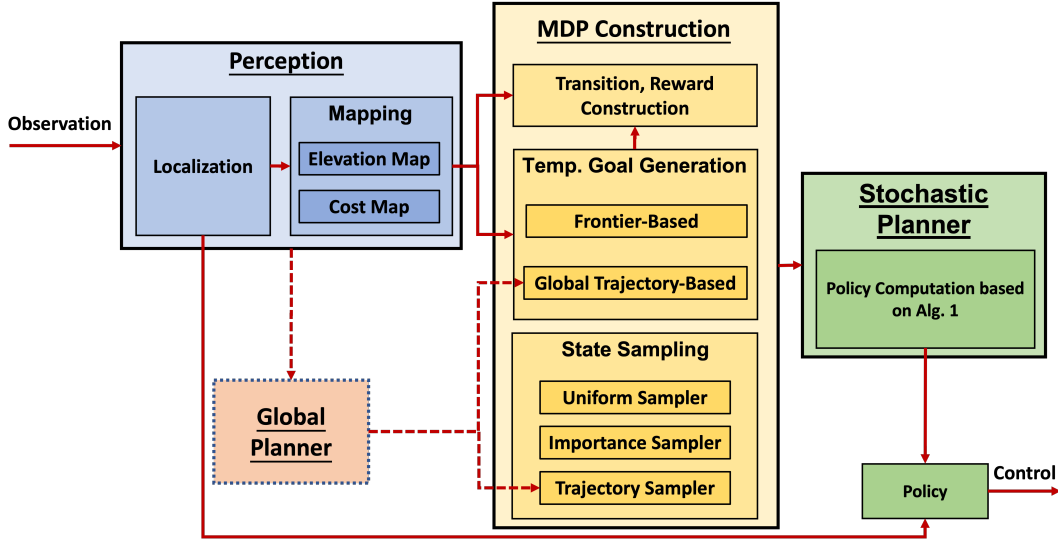 Observation
Perception
Localization
Mapping
Elevation Map
Cost Map
Global
Planner
MDP Construction
Transition, Reward
Construction
Temp. Goal Generation
Frontier-Based
Global Trajectory-Based
State Sampling
Uniform Sampler
Importance Sampler
Trajectory Sampler
Stochastic
Planner
Policy Computation based
on Alg. 1
Policy
Control